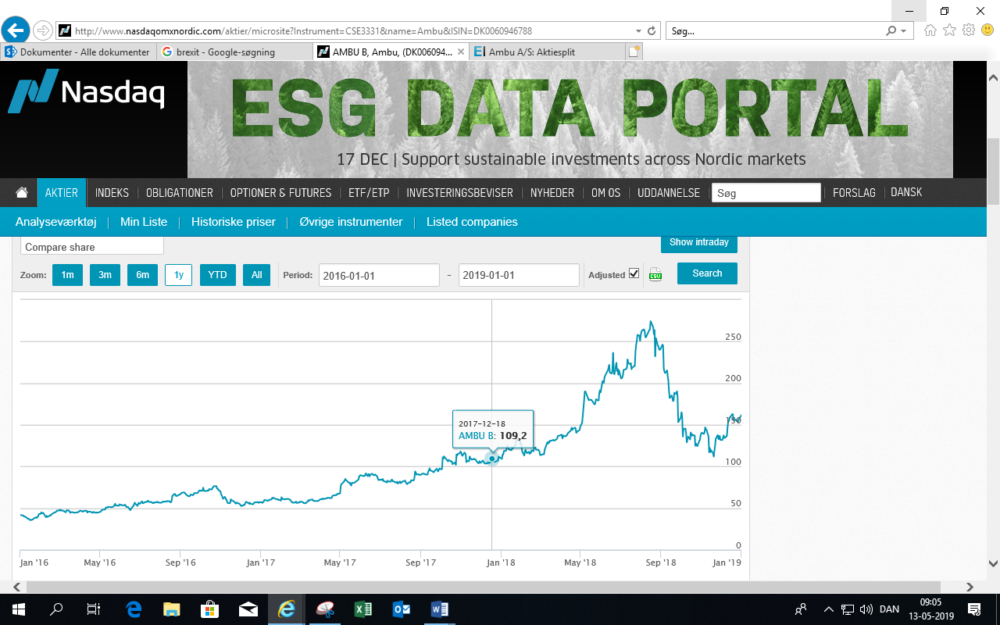 http://www.nasdaqomxnordic.com/aktier/microsite?Instrument=CSE3331&name=Ambu&ISIN=DK0060946788
Søg...
Dokumenter - Alle dokumenter
brexit - Google-søgning
AMBU B, Ambu, (DK006094...
Ambu A/S: Aktiesplit
Nasdaq
ESG DATA PORTAL
17 DEC | Support sustainable investments across Nordic markets
AKTIER INDEKS OBLIGATIONER OPTIONER & FUTURES ETF/ETP INVESTERINGSBEVISER NYHEDER OM OS UDDANNELSE Søg FORSLAG DANSK
Analyseværktøj Min Liste Historiske priser Øvrige instrumenter Listed companies
Compare share
Show intraday
Zoom: 1m 3m 6m 1y YTD All Period: 2016-01-01 - 2019-01-01 Adjusted CSV Search
250
200
2017-12-18
AMBU B: 109,2
150
100
50
0
Jan '16 May '16 Sep '16 Jan '17 May '17 Sep '17 Jan '18 May '18 Sep '18 Jan '19
DAN
09:05
13-05-2019